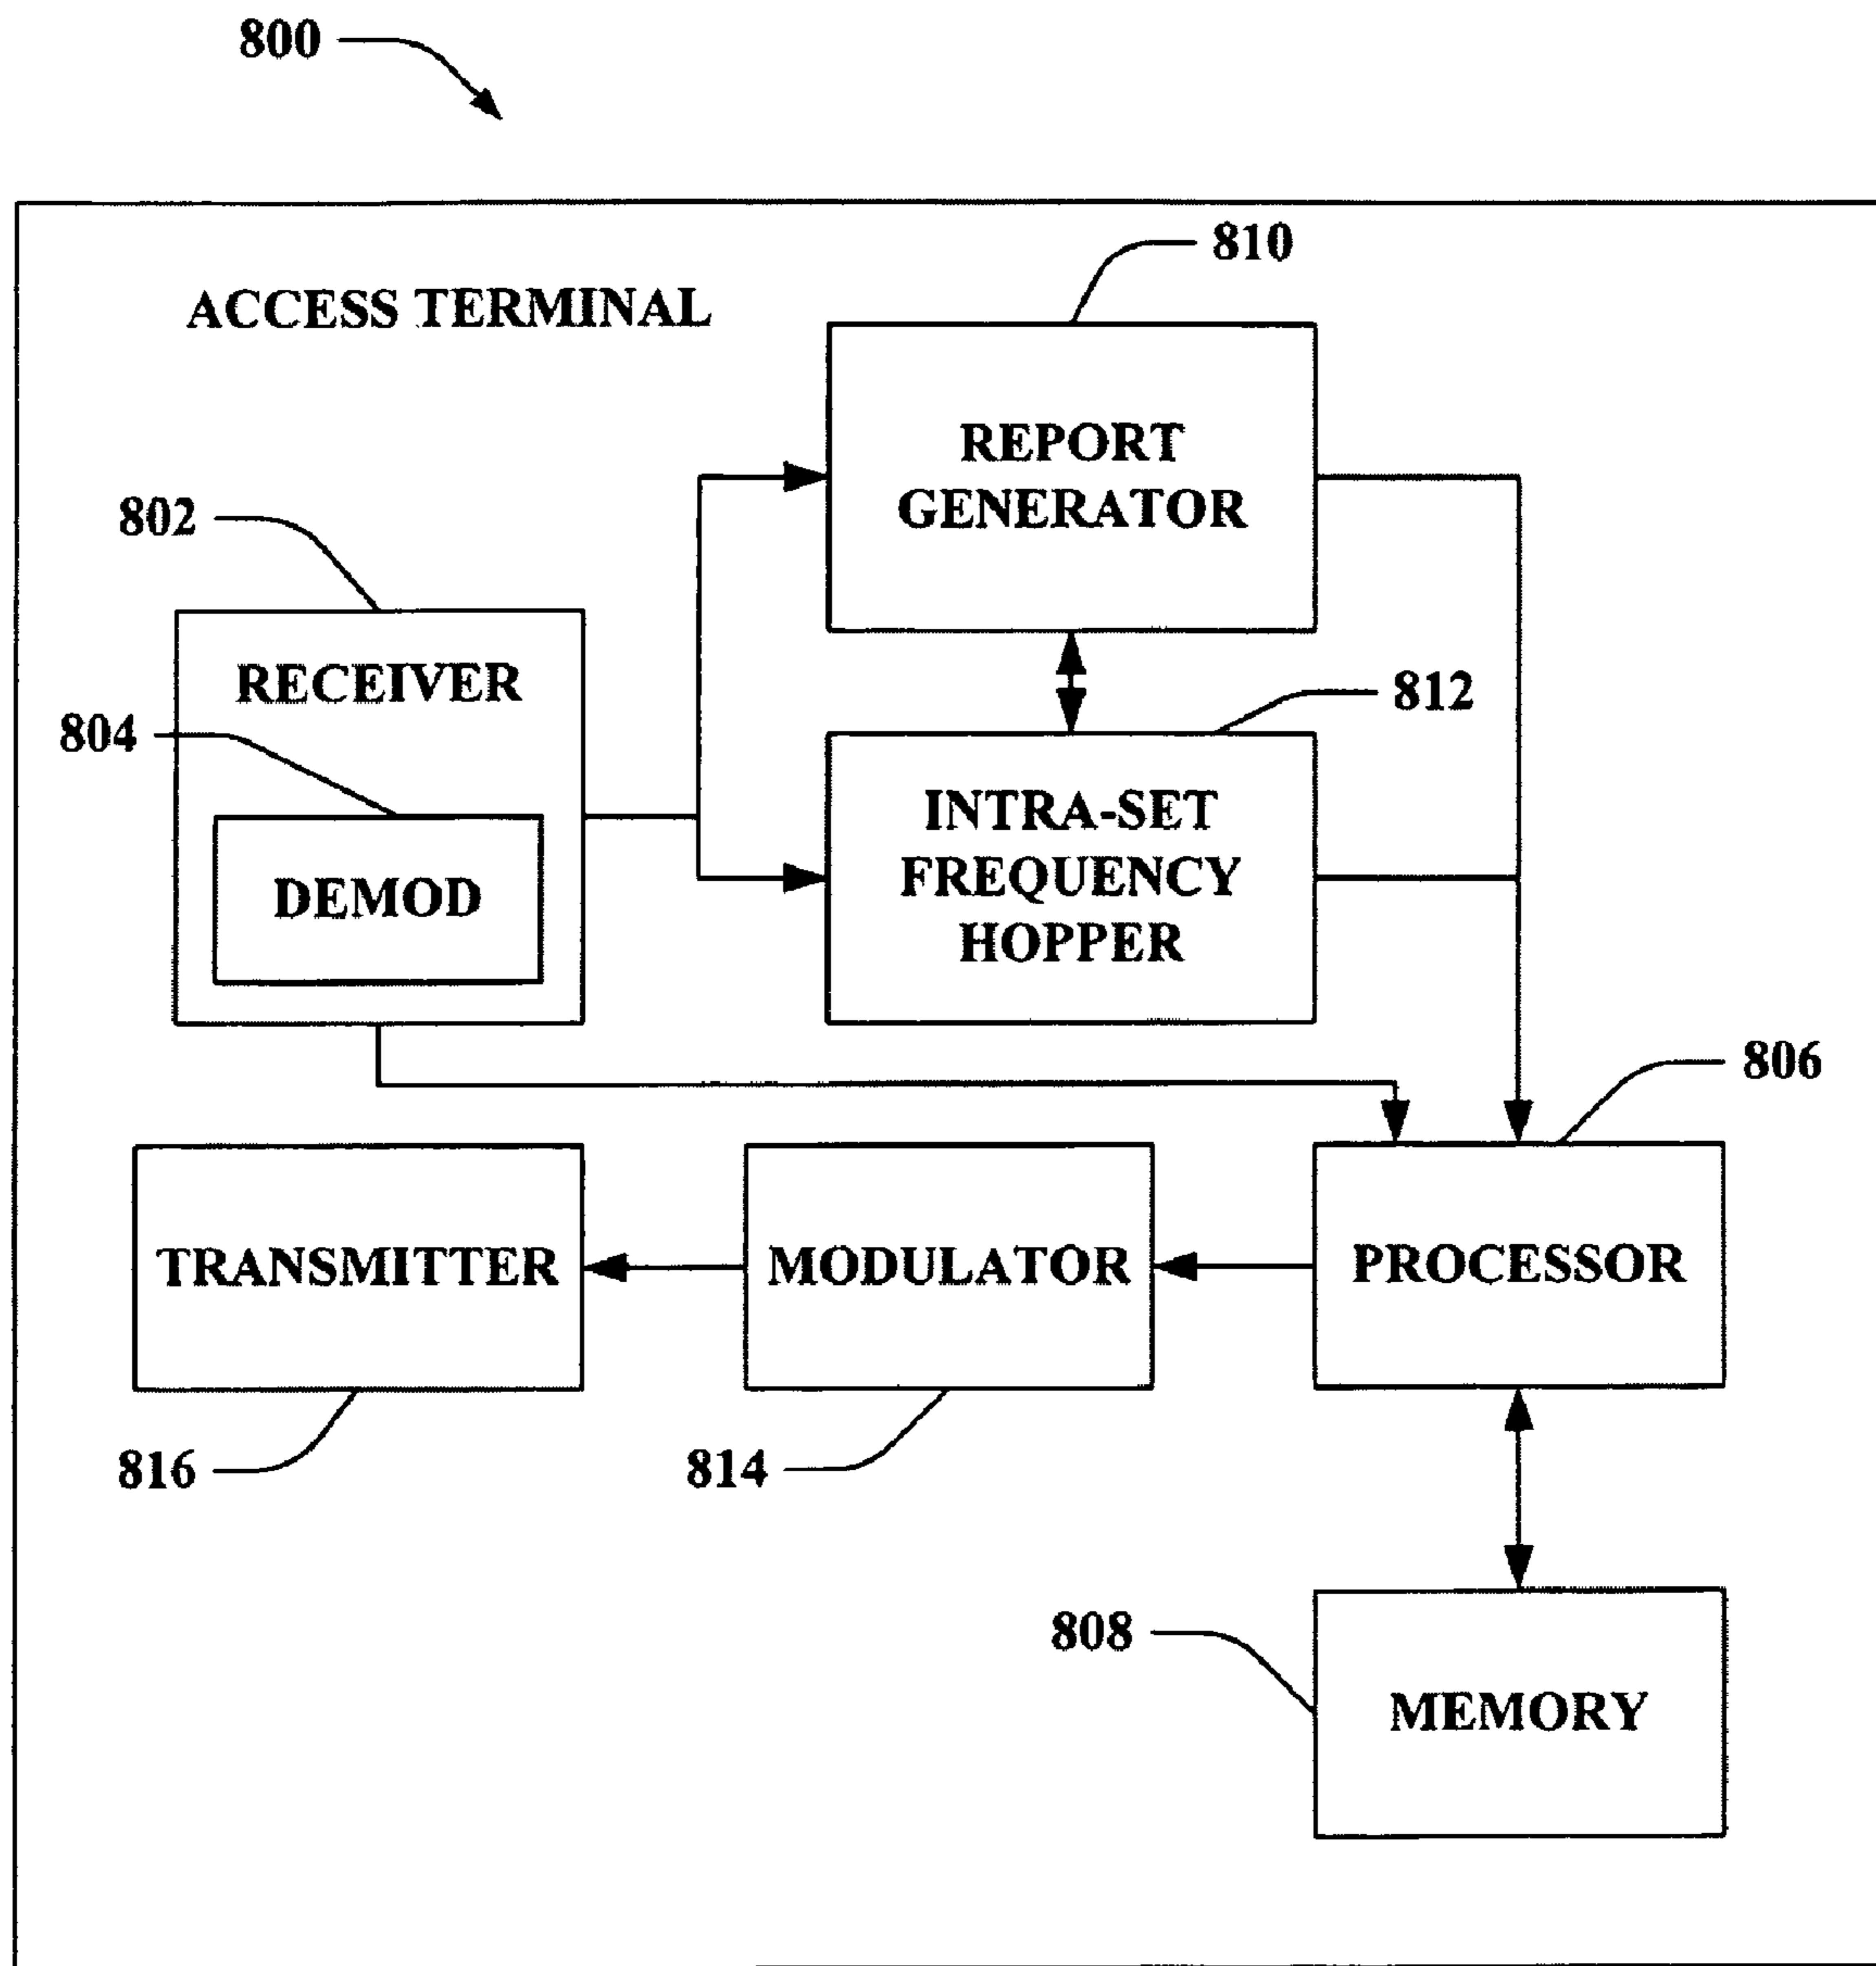 800
810
ACCESS TERMINAL
REPORT
GENERATOR
802
RECEIVER
812
804
INTRA-SET
FREQUENCY
HOPPER
DEMOD
806
TRANSMITTER
MODULATOR
PROCESSOR
816
814
808
MEMORY